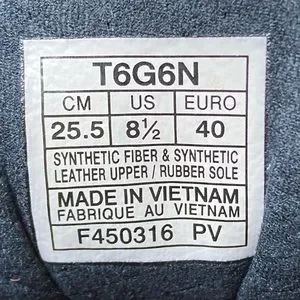 T6G6N
CM US EURO
25.5 8½ 40
SYNTHETIC FIBER & SYNTHETIC
LEATHER UPPER / RUBBER SOLE
MADE IN VIETNAM
FABRIQUE AU VIETNAM
F450316 PV